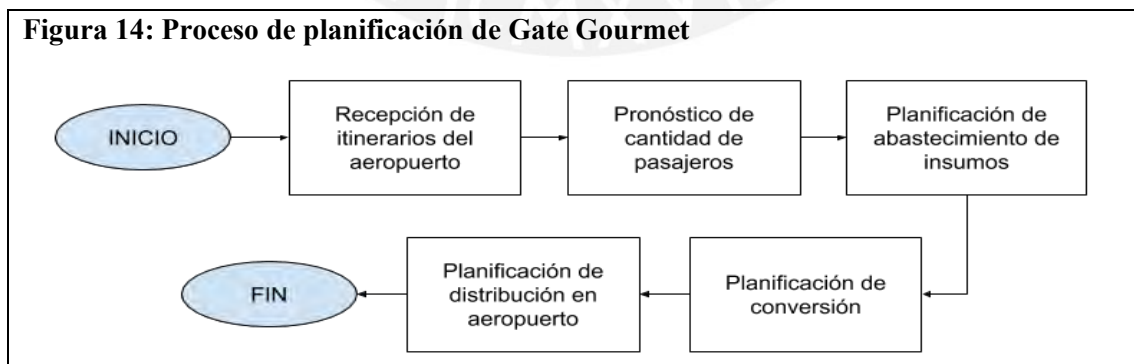 Figura 14: Proceso de planificación de Gate Gourmet
INICIO
Recepción de
itinerarios del
aeropuerto
Pronóstico de
cantidad de
pasajeros
Planificación de
abastecimiento de
insumos
Planificación de
conversión
Planificación de
distribución en
aeropuerto
FIN